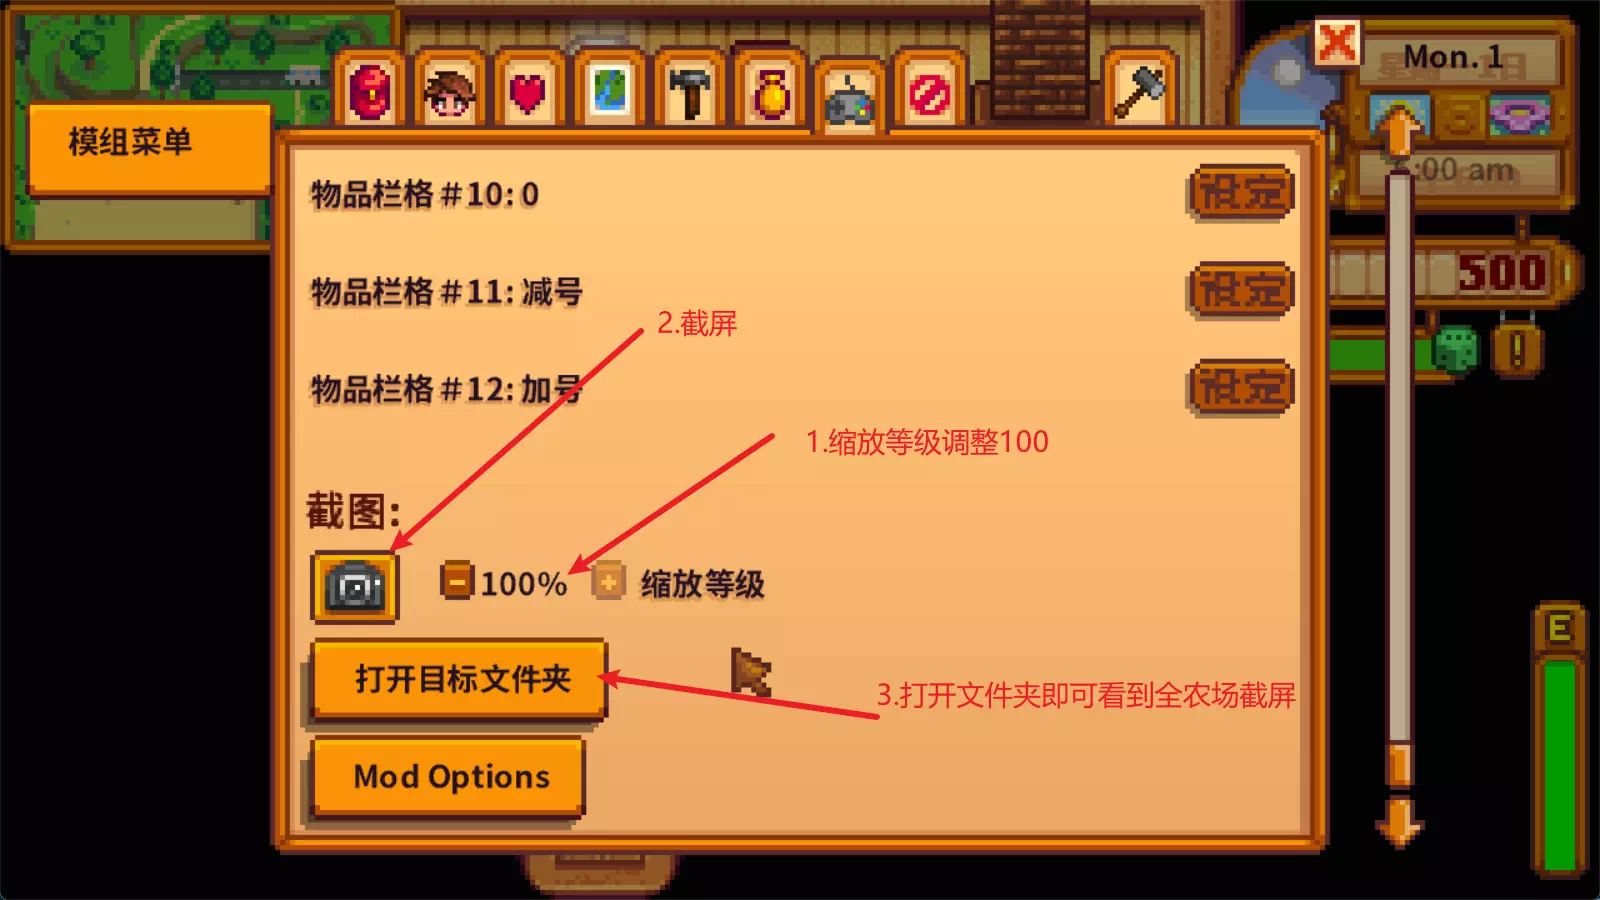 模组菜单
Mon. 1
:00 am
500
物品栏格#10: 0
设定
物品栏格#11: 减号
设定
2.截屏
物品栏格#12: 加号
设定
1.缩放等级调整100
截图:
100%
缩放等级
打开目标文件夹
3.打开文件夹即可看到全农场截屏
Mod Options
E